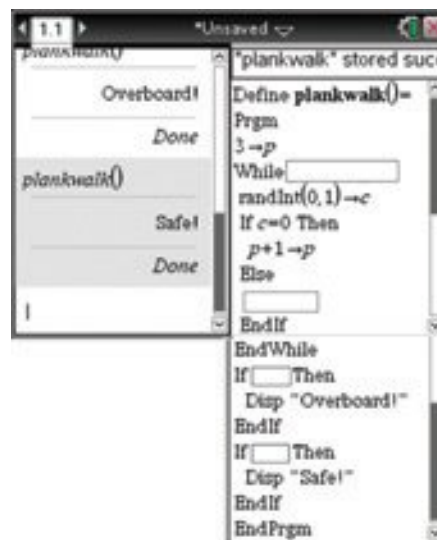 1.1
*Unsaved
plankwalk()
Overboard!
Done
plankwalk()
Safe!
Done
"plankwalk" stored succ
Define plankwalk()=
Prgm
3→p
While
randInt(0,1)→c
If c=0 Then
p+1→p
Else
EndIf
EndWhile
If Then
Disp "Overboard!"
EndIf
If Then
Disp "Safe!"
EndIf
EndPrgm